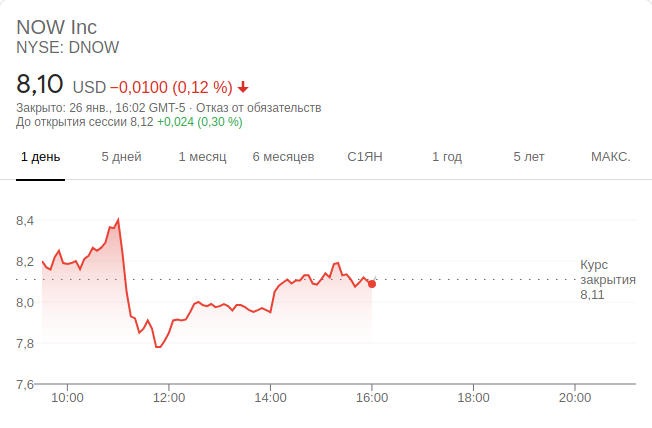 NOW Inc
NYSE: DNOW
8,10 USD −0,0100 (0,12 %)
Закрыто: 26 янв., 16:02 GMT-5 · Отказ от обязательств
До открытия сессии 8,12 +0,024 (0,30 %)
1 день 5 дней 1 месяц 6 месяцев С1ЯН 1 год 5 лет МАКС.
8,4
8,2
8,0
7,8
7,6
Курс
закрытия
8,11
10:00 12:00 14:00 16:00 18:00 20:00